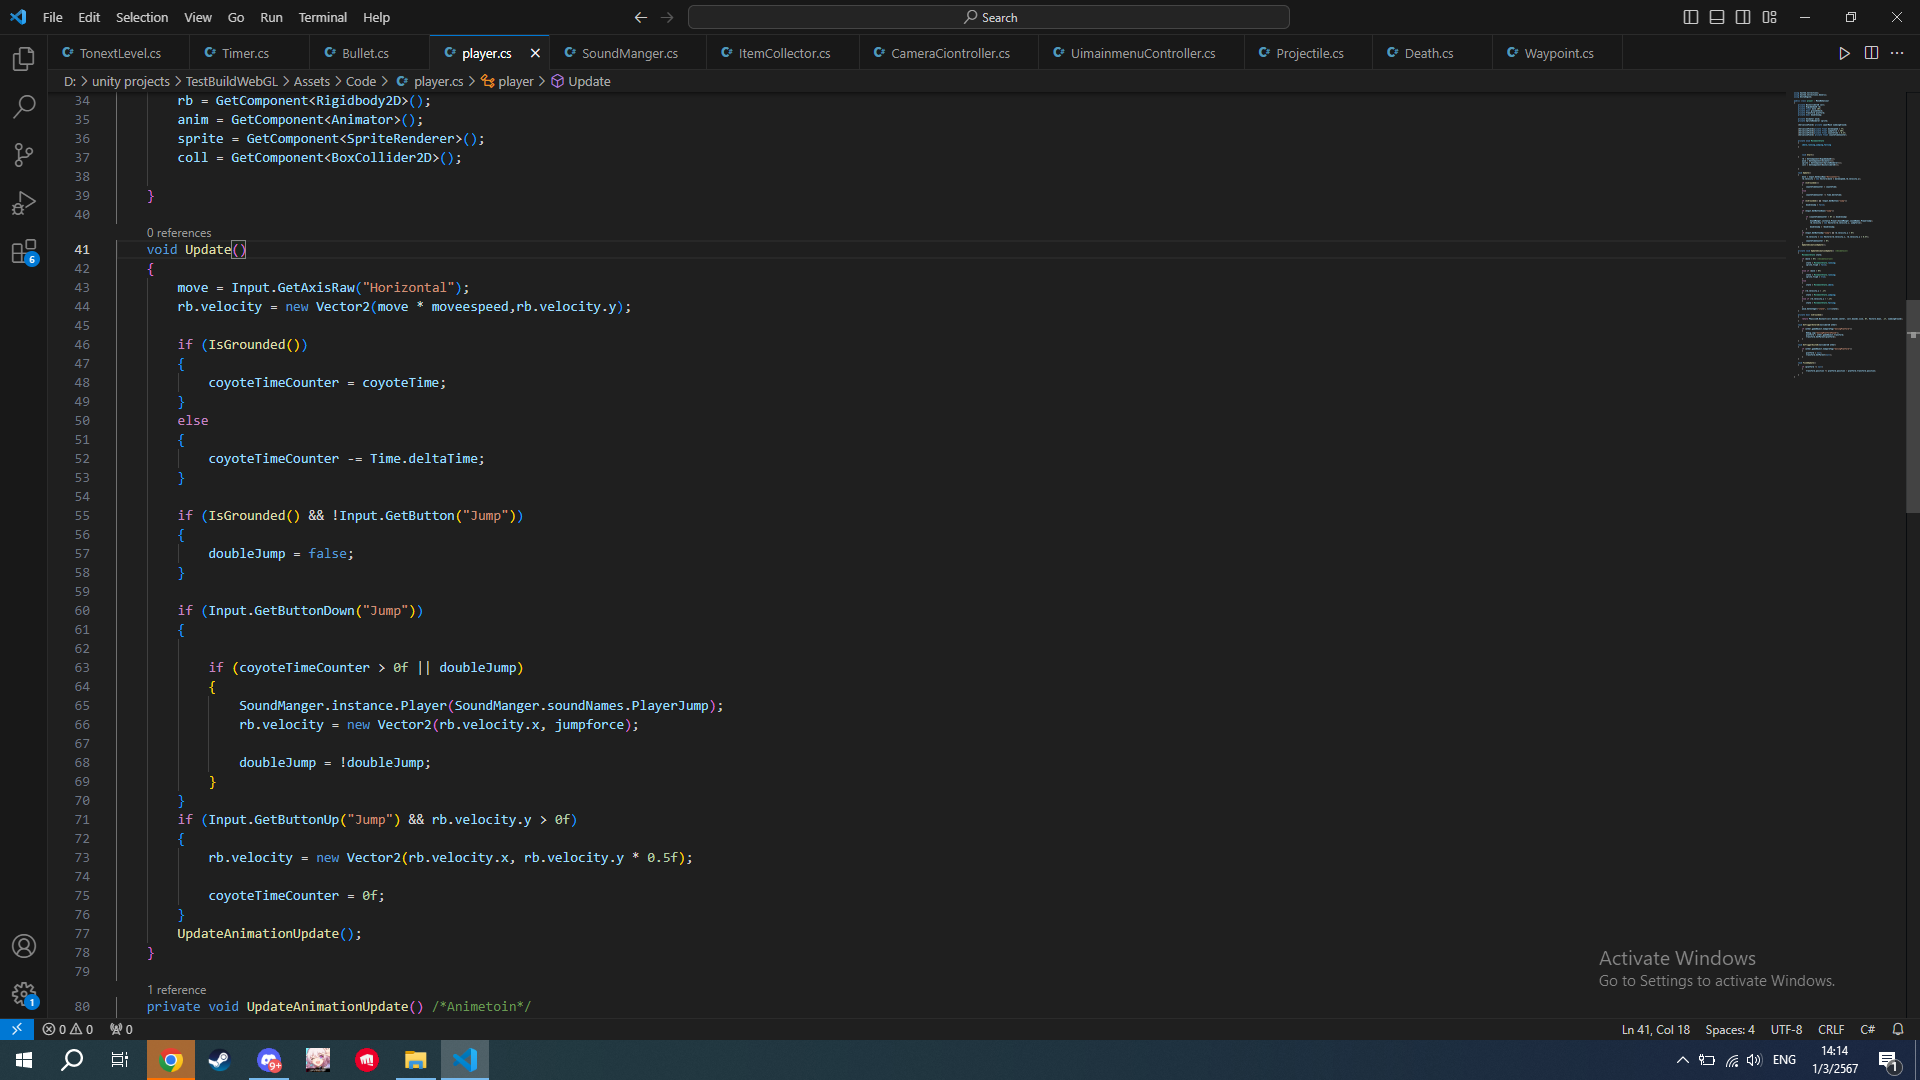 File Edit Selection View Go Run Terminal Help
Search
TonextLevel.cs Timer.cs Bullet.cs player.cs SoundManger.cs ItemCollector.cs CameraCiontroller.cs UimainmenuController.cs Projectile.cs Death.cs Waypoint.cs
D: > unity projects > TestBuildWebGL > Assets > Code > player.cs > player > Update
34 rb = GetComponent<Rigidbody2D>();
35 anim = GetComponent<Animator>();
36 sprite = GetComponent<SpriteRenderer>();
37 coll = GetComponent<BoxCollider2D>();
38
39 }
40
0 references
41 void Update()
42 {
43 move = Input.GetAxisRaw("Horizontal");
44 rb.velocity = new Vector2(move * moveespeed,rb.velocity.y);
45
46 if (IsGrounded())
47 {
48 coyoteTimeCounter = coyoteTime;
49 }
50 else
51 {
52 coyoteTimeCounter -= Time.deltaTime;
53 }
54
55 if (IsGrounded() && !Input.GetButton("Jump"))
56 {
57 doubleJump = false;
58 }
59
60 if (Input.GetButtonDown("Jump"))
61 {
62
63 if (coyoteTimeCounter > 0f || doubleJump)
64 {
65 SoundManger.instance.Player(SoundManger.soundNames.PlayerJump);
66 rb.velocity = new Vector2(rb.velocity.x, jumpforce);
67
68 doubleJump = !doubleJump;
69 }
70 }
71 if (Input.GetButtonUp("Jump") && rb.velocity.y > 0f)
72 {
73 rb.velocity = new Vector2(rb.velocity.x, rb.velocity.y * 0.5f);
74
75 coyoteTimeCounter = 0f;
76 }
77 UpdateAnimationUpdate();
78 }
79
1 reference
80 private void UpdateAnimationUpdate() /*Animetoin*/
6
1
Activate Windows
Go to Settings to activate Windows.
0 0 0 Ln 41, Col 18 Spaces: 4 UTF-8 CRLF C#
9+ ENG 14:14
1/3/2567 1